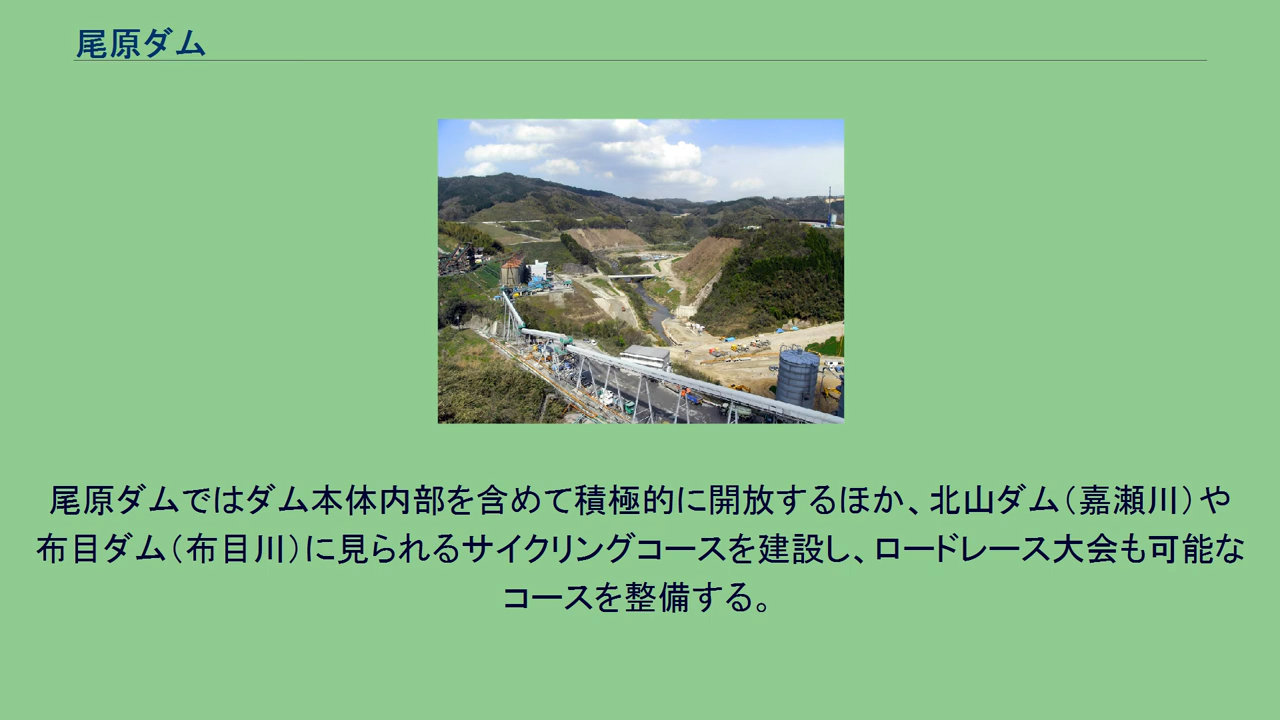 尾原ダム
尾原ダムではダム本体内部を含めて積極的に開放するほか、北山ダム（嘉瀬川）や
布目ダム（布目川）に見られるサイクリングコースを建設し、ロードレース大会も可能な
コースを整備する。